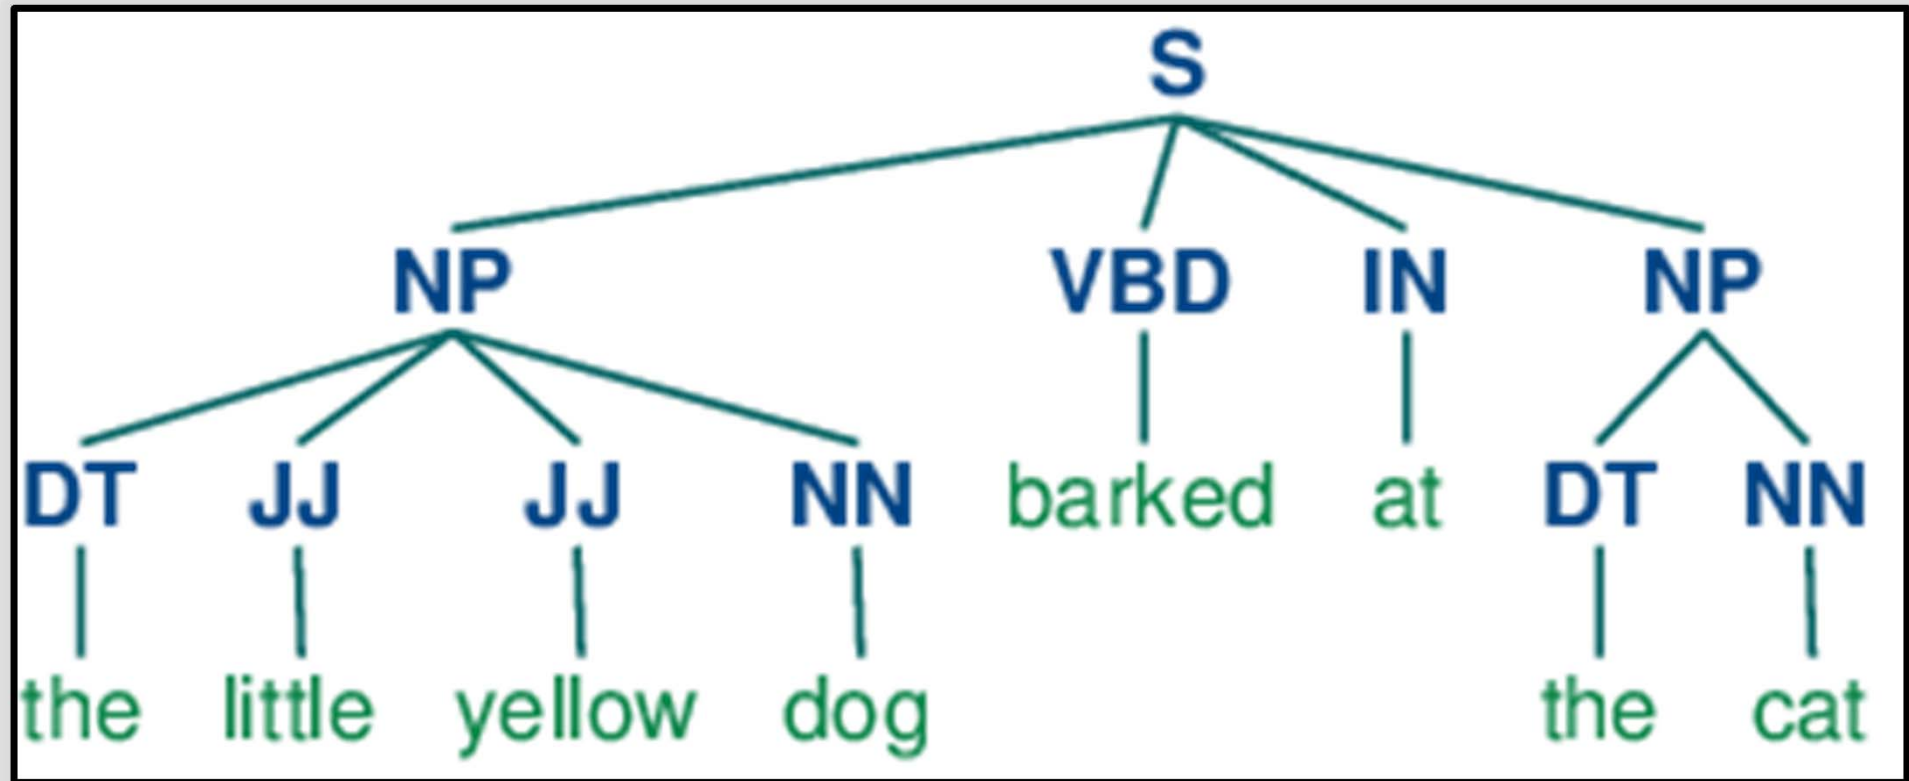 S
NP VBD IN NP
DT JJ JJ NN barked at DT NN
the little yellow dog the cat